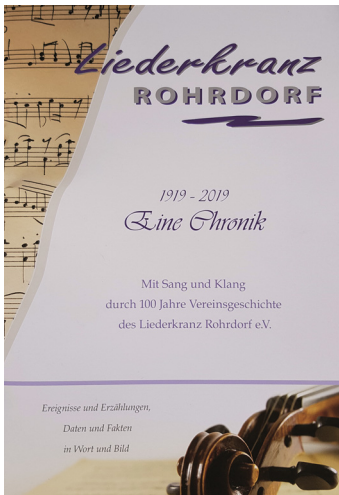 Liederkranz
ROHRDORF
1919 - 2019
Eine Chronik
Mit Sang und Klang
durch 100 Jahre Vereinsgeschichte
des Liederkranz Rohrdorf e.V.
Ereignisse und Erzählungen,
Daten und Fakten
in Wort und Bild